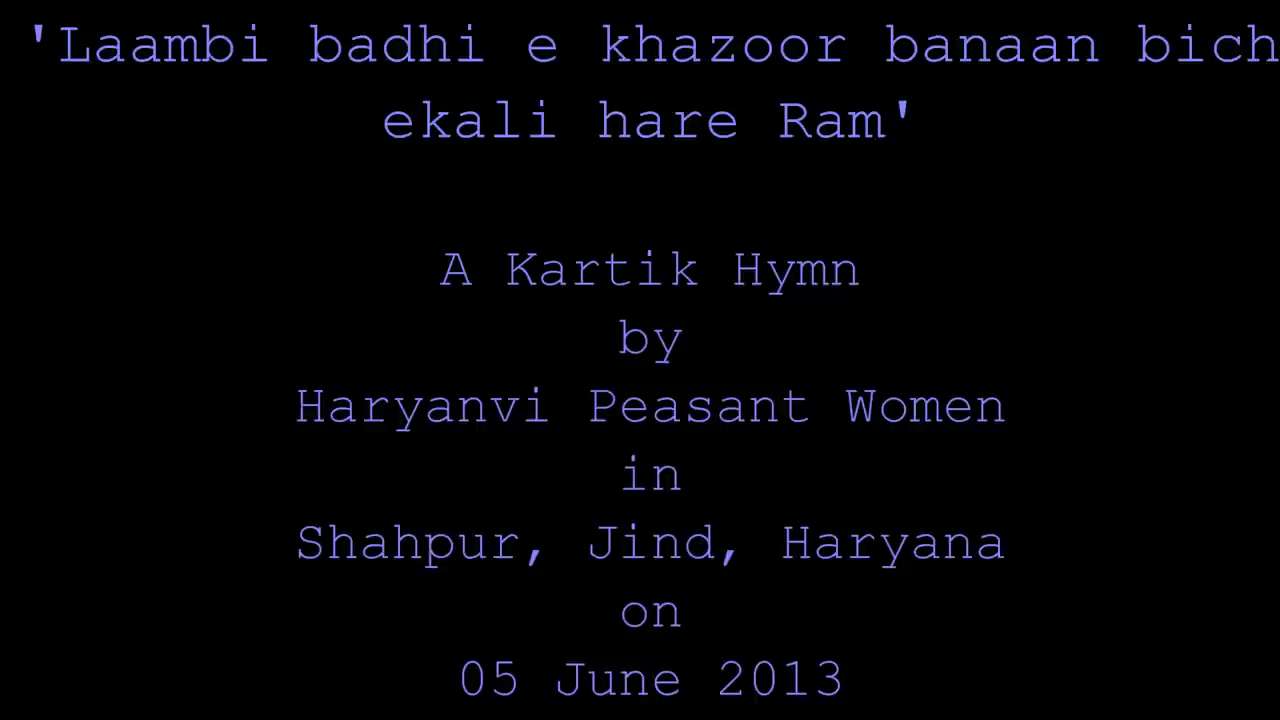 'Laambi badhi e khazoor banaan bich
ekali hare Ram'
A Kartik Hymn
by
Haryanvi Peasant Women
in
Shahpur, Jind, Haryana
on
05 June 2013